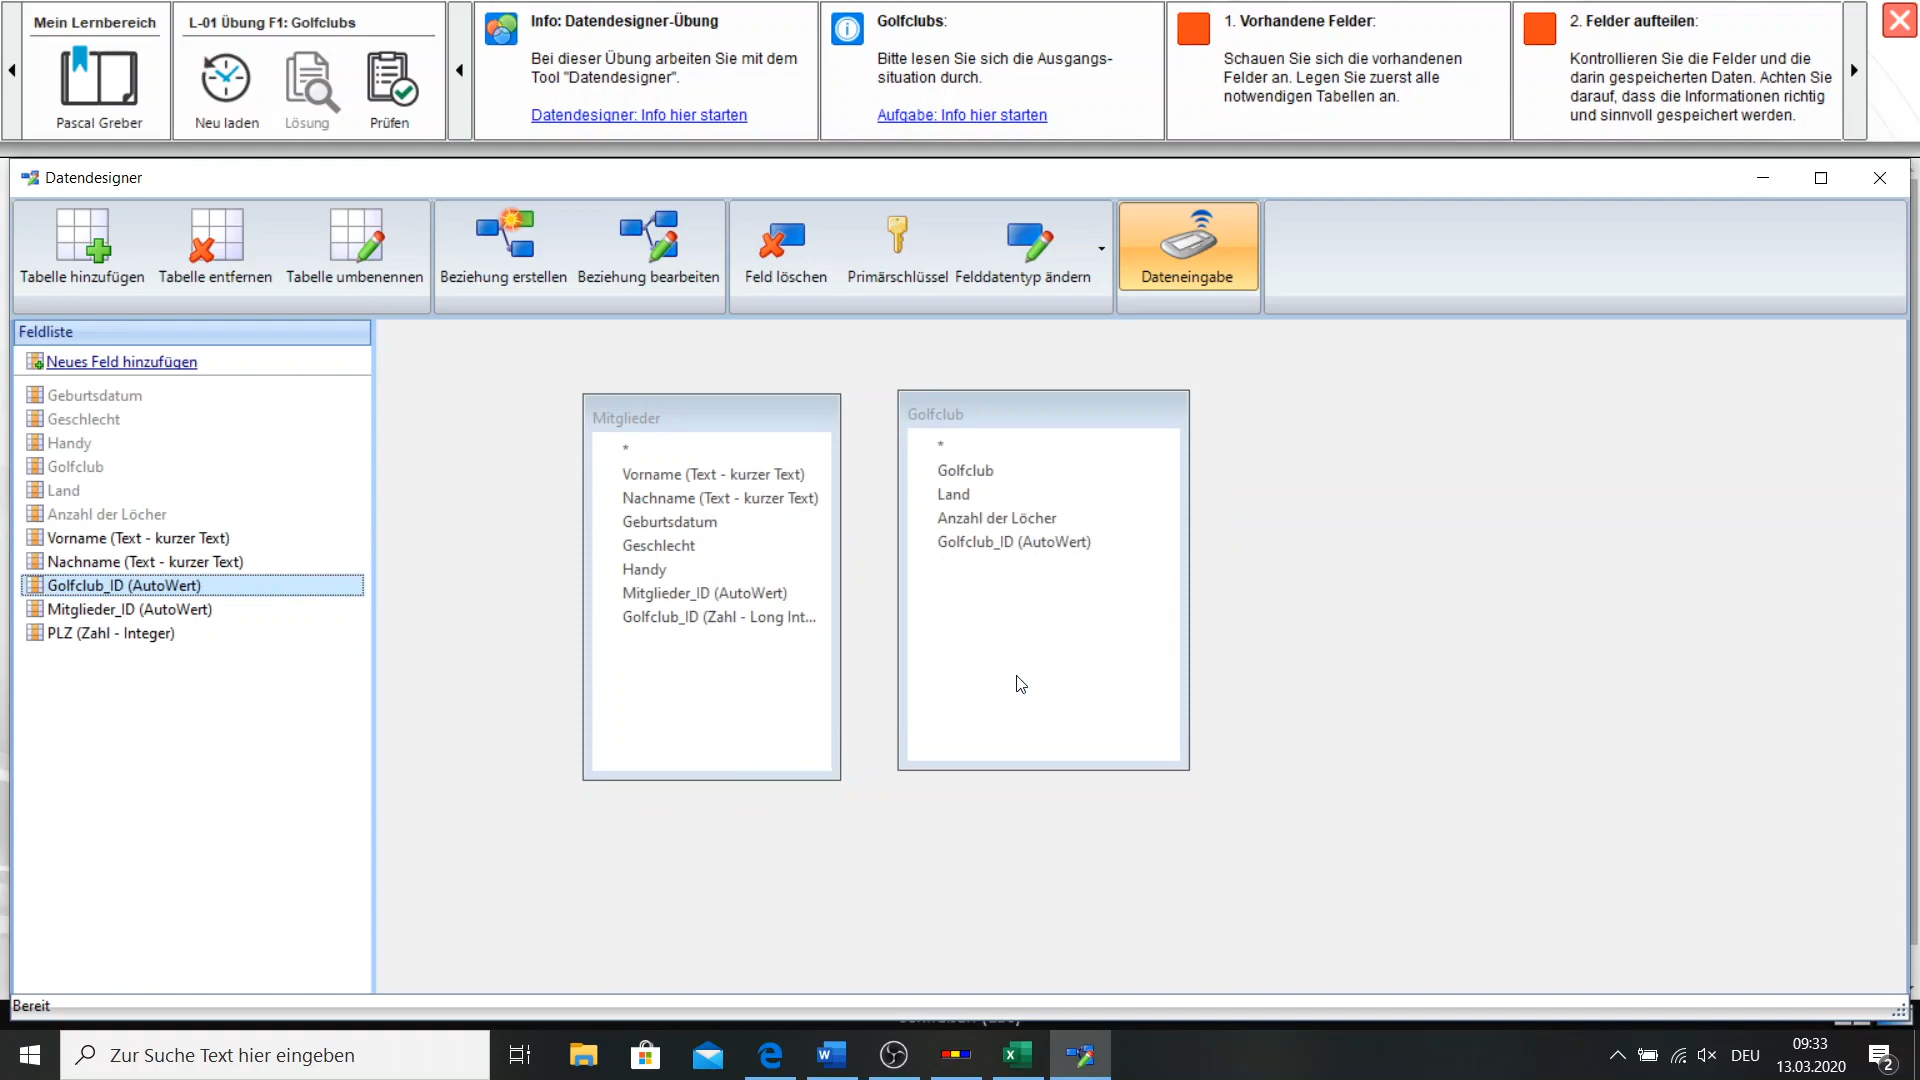 Mein Lernbereich
Pascal Greber
L-01 Übung F1: Golfclubs
Neu laden
Lösung
Prüfen
Info: Datendesigner-Übung
Bei dieser Übung arbeiten Sie mit dem
Tool "Datendesigner".
Datendesigner: Info hier starten
Golfclubs:
Bitte lesen Sie sich die Ausgangs-
situation durch.
Aufgabe: Info hier starten
1. Vorhandene Felder:
Schauen Sie sich die vorhandenen
Felder an. Legen Sie zuerst alle
notwendigen Tabellen an.
2. Felder aufteilen:
Kontrollieren Sie die Felder und die
darin gespeicherten Daten. Achten Sie
darauf, dass die Informationen richtig
und sinnvoll gespeichert werden.
Datendesigner
Tabelle hinzufügen
Tabelle entfernen
Tabelle umbenennen
Beziehung erstellen
Beziehung bearbeiten
Feld löschen
Primärschlüssel
Felddatentyp ändern
Dateneingabe
Feldliste
Neues Feld hinzufügen
Geburtsdatum
Geschlecht
Handy
Golfclub
Land
Anzahl der Löcher
Vorname (Text - kurzer Text)
Nachname (Text - kurzer Text)
Golfclub_ID (AutoWert)
Mitglieder_ID (AutoWert)
PLZ (Zahl - Integer)
Mitglieder
*
Vorname (Text - kurzer Text)
Nachname (Text - kurzer Text)
Geburtsdatum
Geschlecht
Handy
Mitglieder_ID (AutoWert)
Golfclub_ID (Zahl - Long Int...
Golfclub
*
Golfclub
Land
Anzahl der Löcher
Golfclub_ID (AutoWert)
Bereit
Zur Suche Text hier eingeben
DEU
09:33
13.03.2020
2